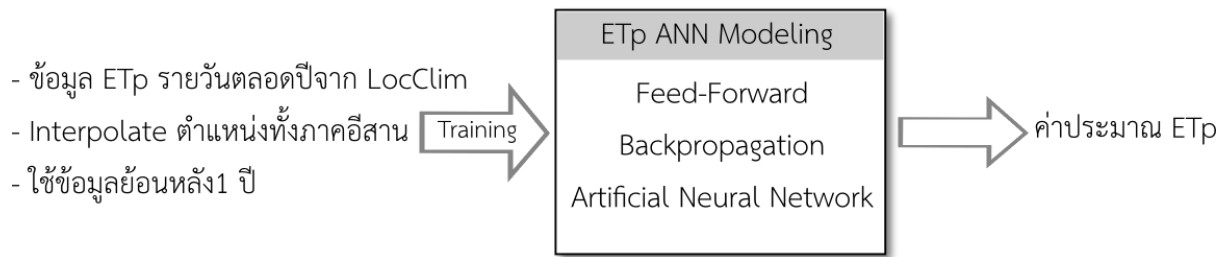 - ข้อมูล ETp รายวันตลอดปีจาก LocClim
- Interpolate ตำแหน่งทั้งภาคอีสาน
- ใช้ข้อมูลย้อนหลัง1 ปี
Training
ETp ANN Modeling
Feed-Forward
Backpropagation
Artificial Neural Network
ค่าประมาณ ETp